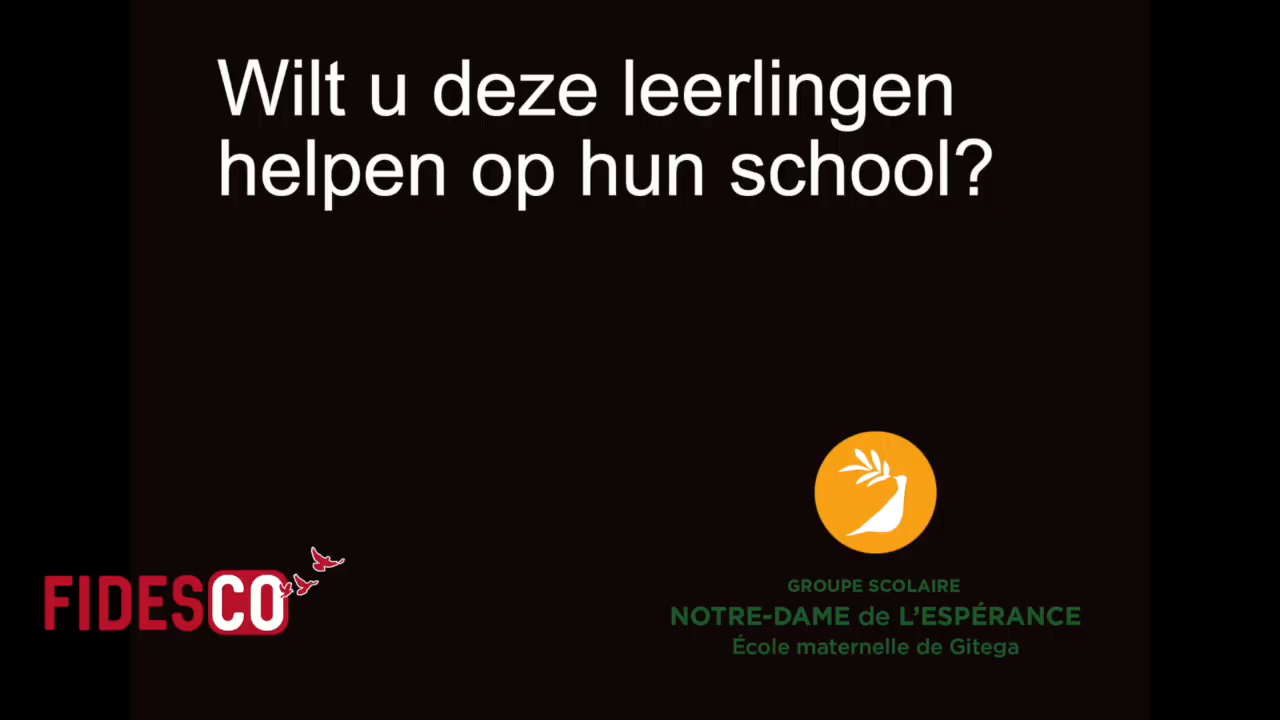 Wilt u deze leerlingen
helpen op hun school?
FIDESCO
GROUPE SCOLAIRE
NOTRE-DAME de L'ESPÉRANCE
École maternelle de Gitega